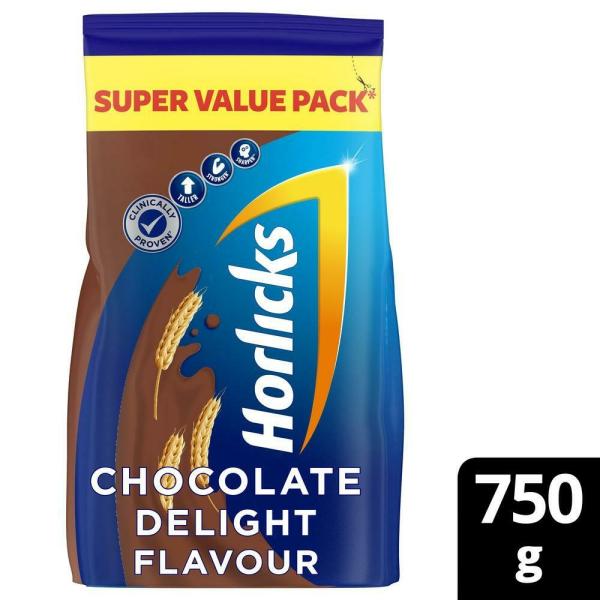 SUPER VALUE PACK*
CLINICALLY
PROVEN*
TALLER
STRONGER
SHARPER
Horlicks
CHOCOLATE
DELIGHT
FLAVOUR
750
g